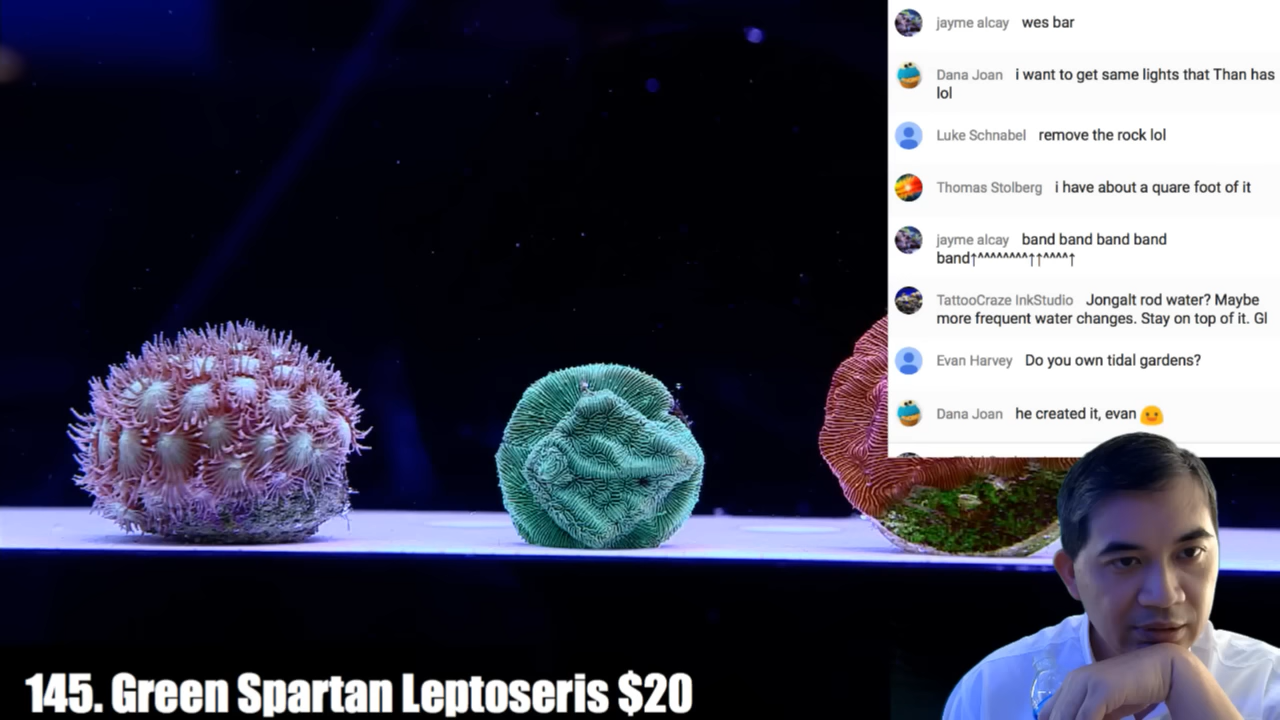 jayme alcay wes bar
Dana Joan i want to get same lights that Than has
lol
Luke Schnabel remove the rock lol
Thomas Stolberg i have about a quare foot of it
jayme alcay band band band band
band↑^^^^^^^^↑↑^^^^↑
TattooCraze InkStudio Jongalt rod water? Maybe
more frequent water changes. Stay on top of it. Gl
Evan Harvey Do you own tidal gardens?
Dana Joan he created it, evan 🙂
145. Green Spartan Leptoseris $20